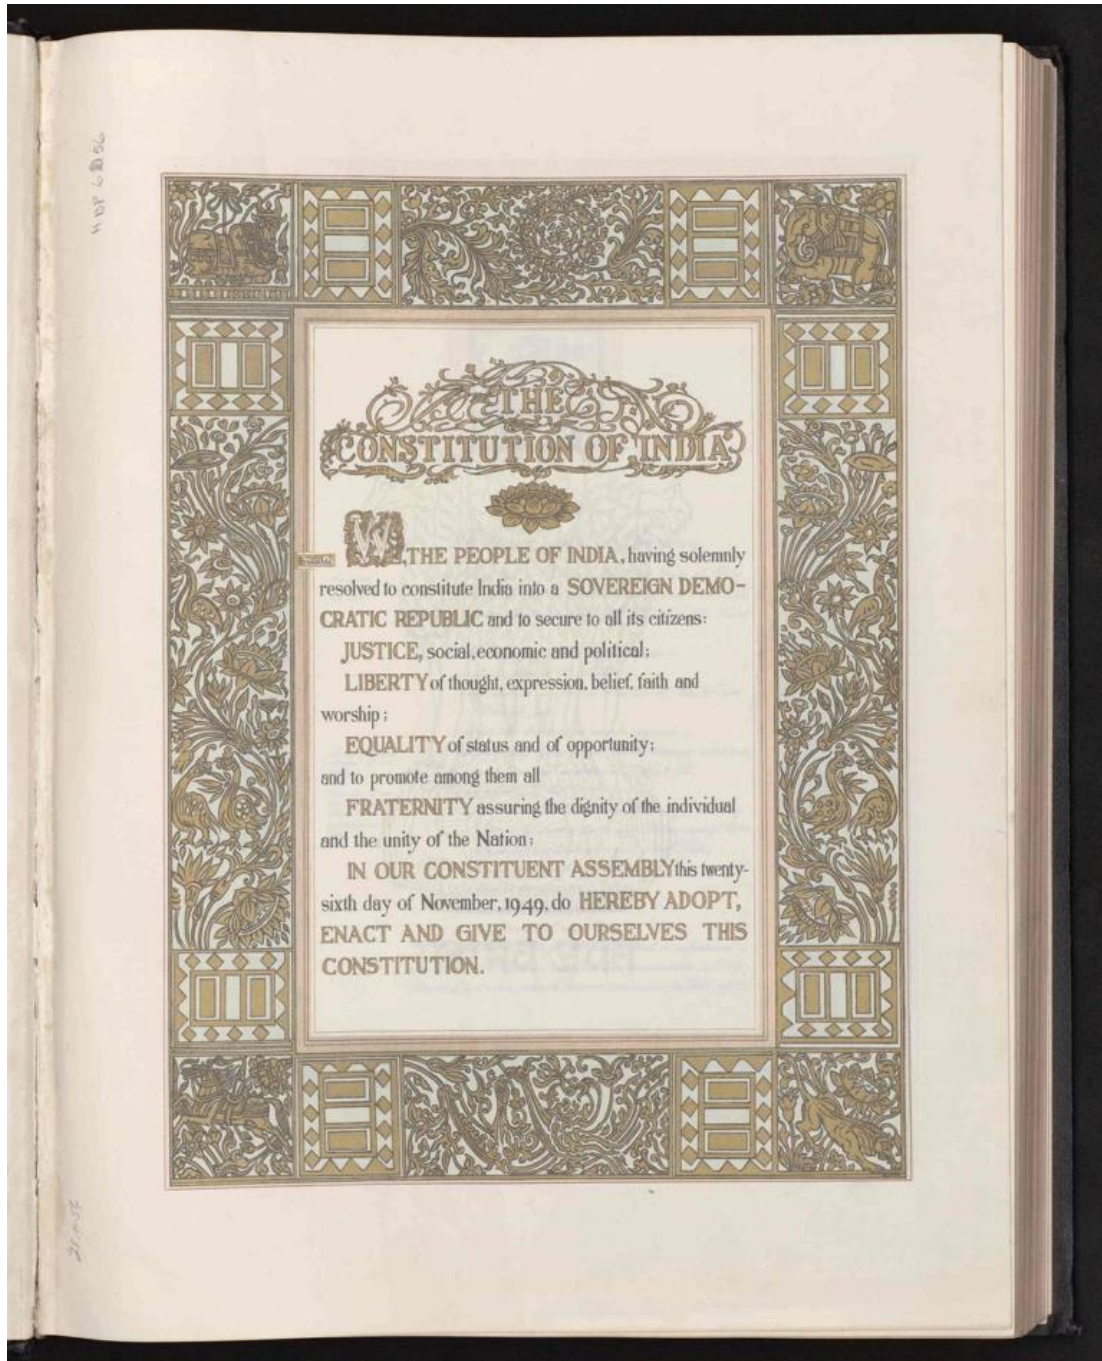 THE
CONSTITUTION OF INDIA
WE, THE PEOPLE OF INDIA, having solemnly
resolved to constitute India into a SOVEREIGN DEMO-
CRATIC REPUBLIC and to secure to all its citizens:
JUSTICE, social, economic and political;
LIBERTY of thought, expression, belief, faith and
worship;
EQUALITY of status and of opportunity;
and to promote among them all
FRATERNITY assuring the dignity of the individual
and the unity of the Nation;
IN OUR CONSTITUENT ASSEMBLY this twenty-
sixth day of November, 1949, do HEREBY ADOPT,
ENACT AND GIVE TO OURSELVES THIS
CONSTITUTION.